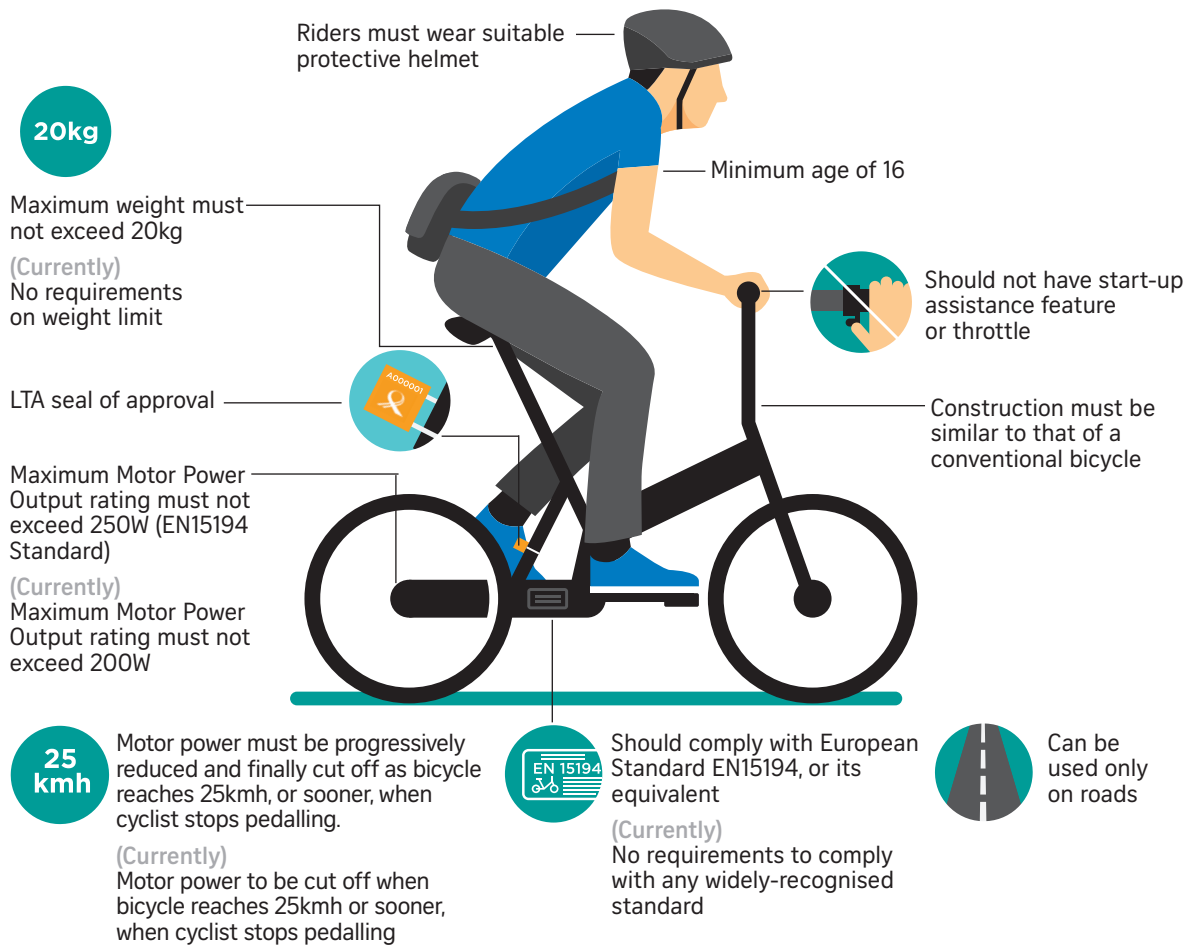 Riders must wear suitable
protective helmet
20kg
Minimum age of 16
Maximum weight must
not exceed 20kg
(Currently)
No requirements
on weight limit
Should not have start-up
assistance feature
or throttle
A000001
LTA seal of approval
Construction must be
similar to that of a
conventional bicycle
Maximum Motor Power
Output rating must not
exceed 250W (EN15194
Standard)
(Currently)
Maximum Motor Power
Output rating must not
exceed 200W
25
kmh
Motor power must be progressively
reduced and finally cut off as bicycle
reaches 25kmh, or sooner, when
cyclist stops pedalling.
(Currently)
Motor power to be cut off when
bicycle reaches 25kmh or sooner,
when cyclist stops pedalling
EN 15194
Should comply with European
Standard EN15194, or its
equivalent
(Currently)
No requirements to comply
with any widely-recognised
standard
Can be
used only
on roads